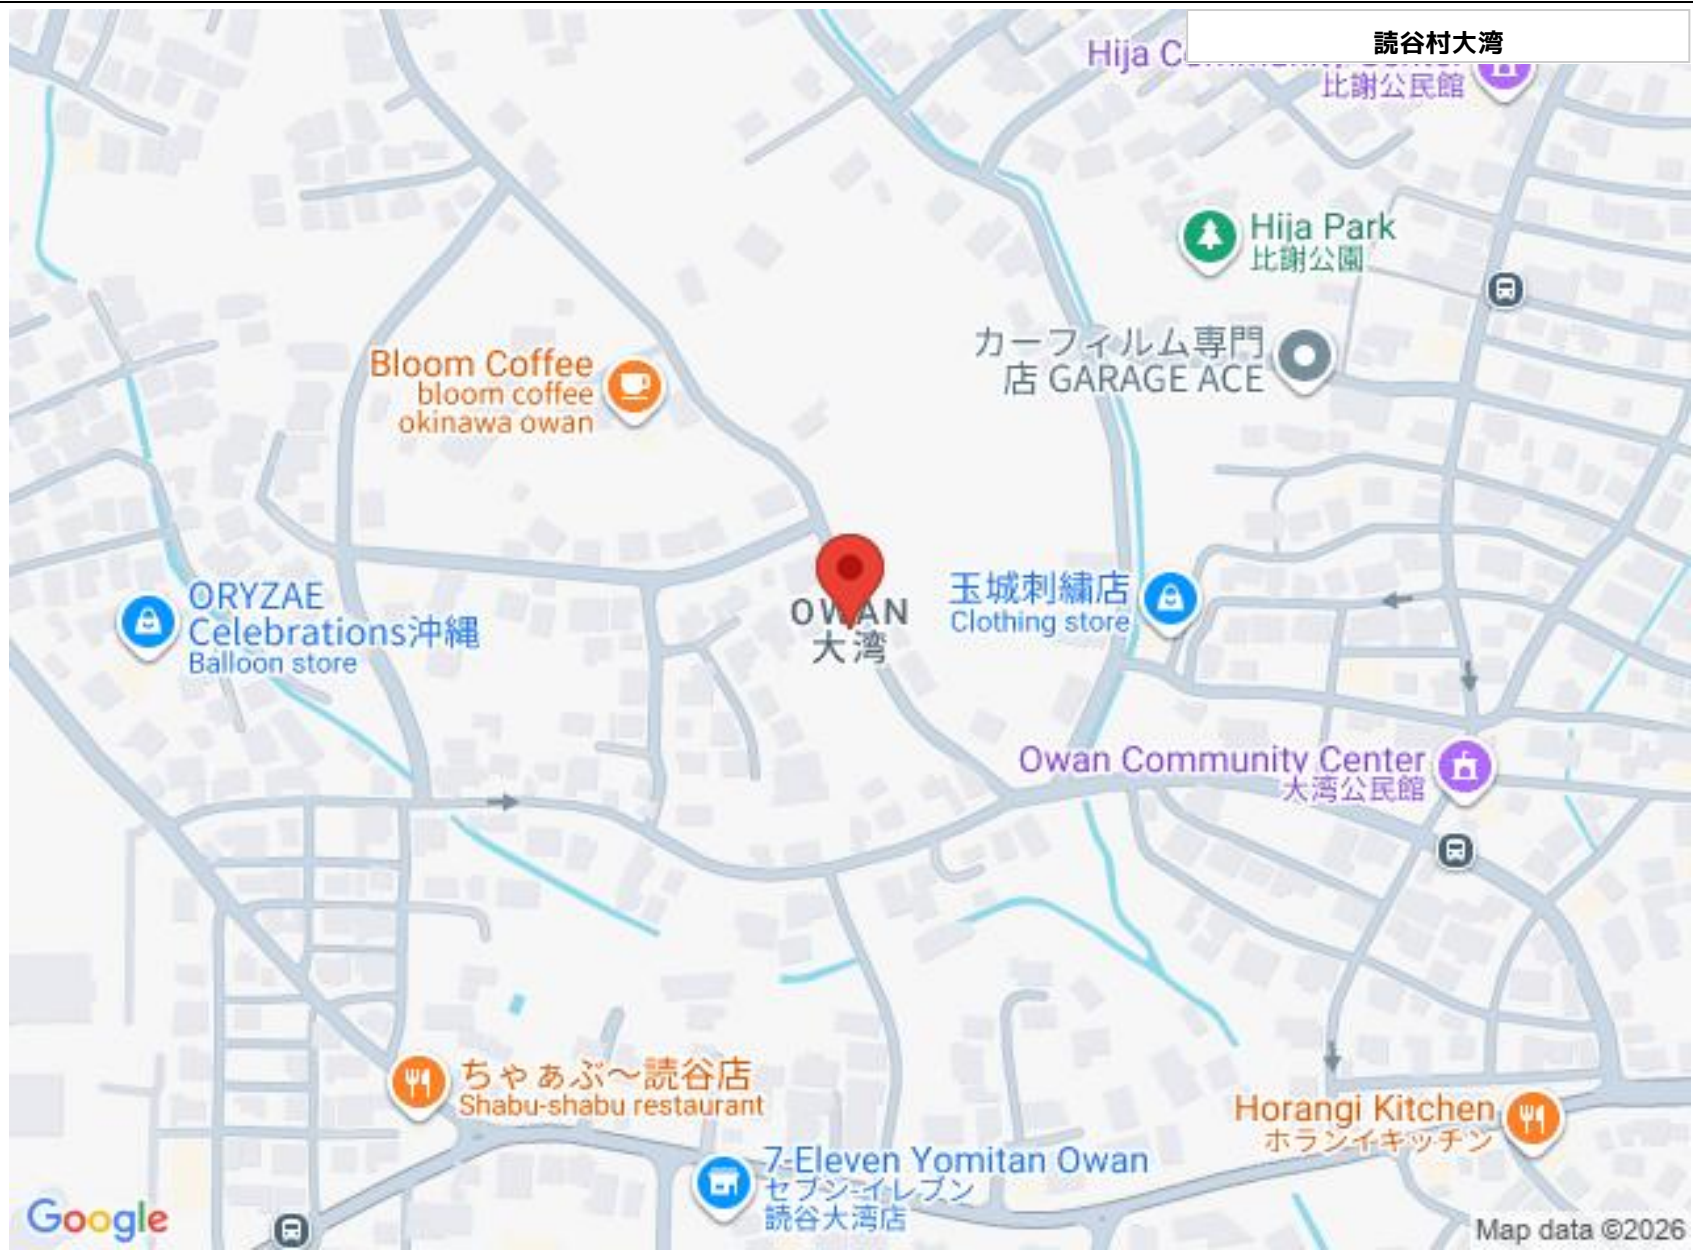 読谷村大湾
Hija Community Center
比謝公民館
Hija Park
比謝公園
カーフィルム専門
店 GARAGE ACE
Bloom Coffee
bloom coffee
okinawa owan
OWAN
大湾
玉城刺繍店
Clothing store
ORYZAE
Celebrations沖縄
Balloon store
Owan Community Center
大湾公民館
ちゃぁぶ～読谷店
Shabu-shabu restaurant
Horangi Kitchen
ホランイキッチン
7-Eleven Yomitan Owan
セブン-イレブン
読谷大湾店
Google
Map data ©2026